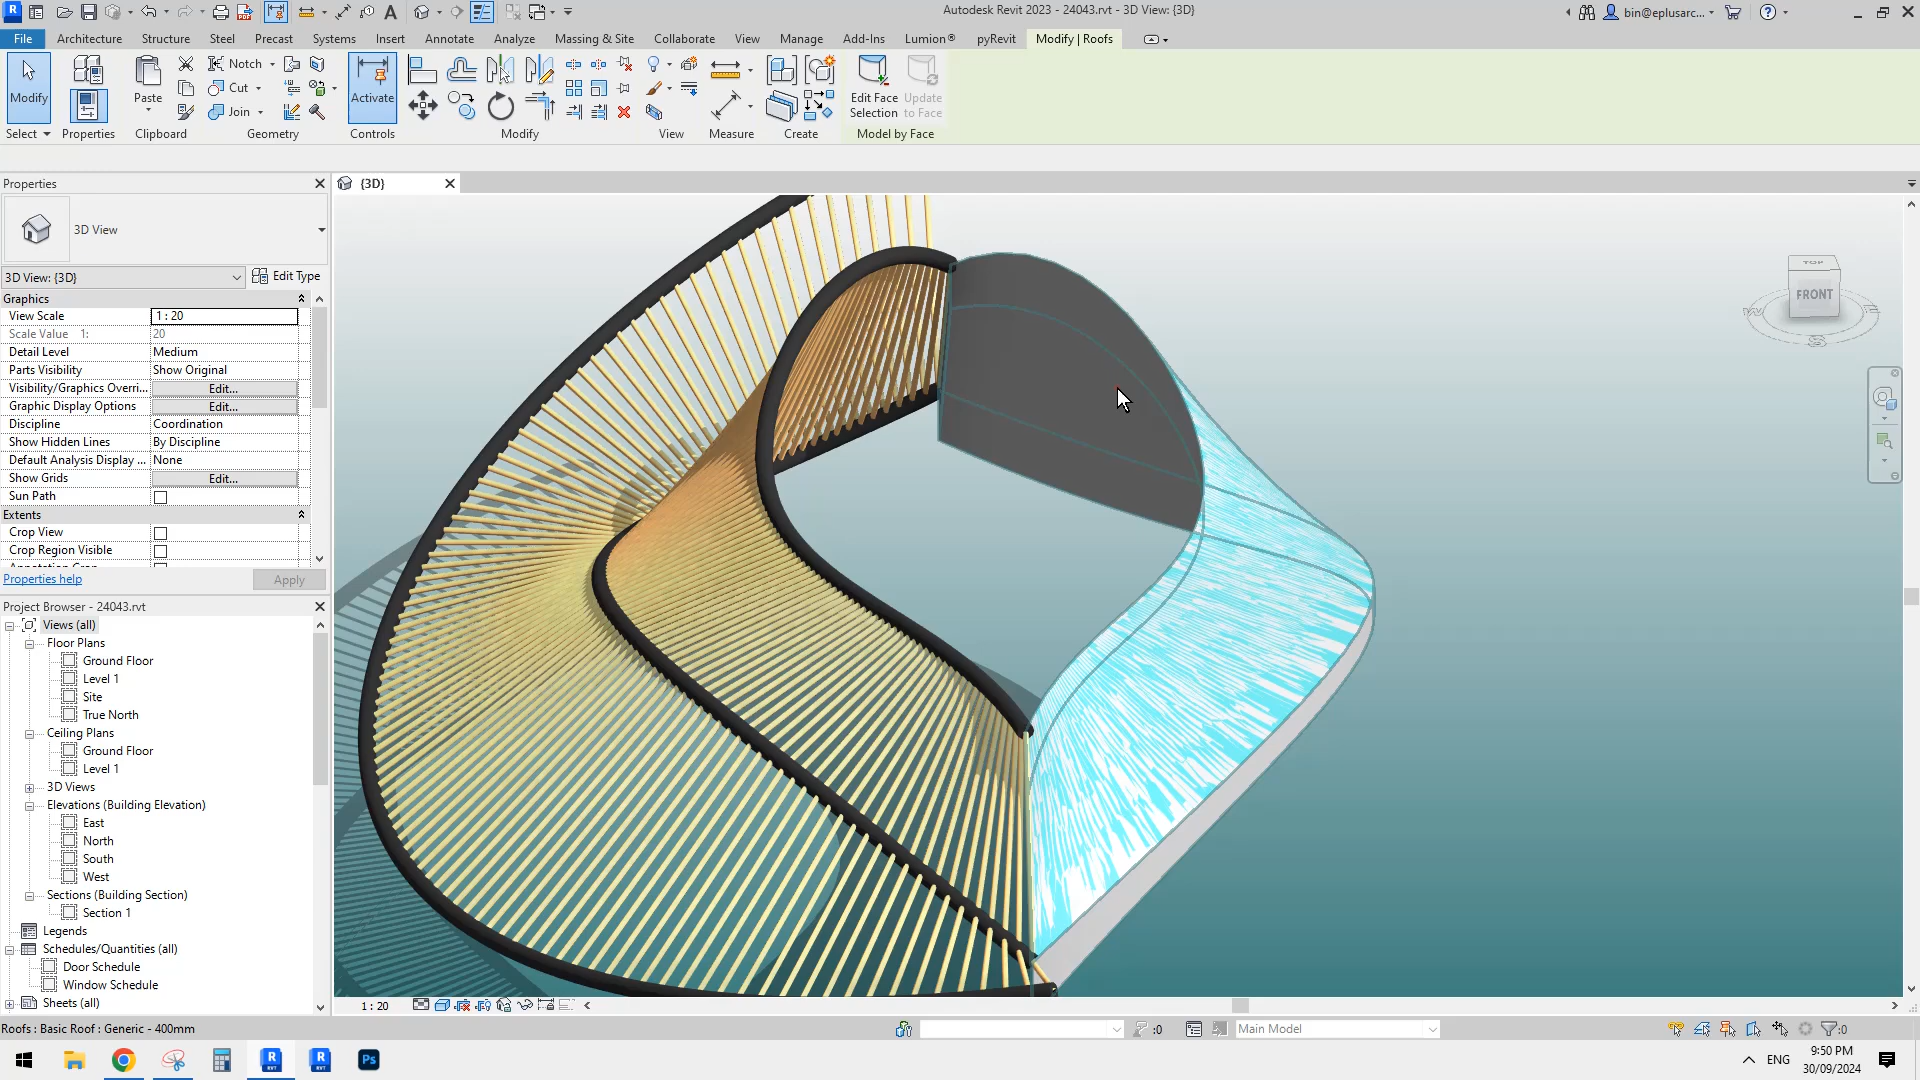 Autodesk Revit 2023 - 24043.rvt - 3D View: {3D}
bin@eplusarc...
File Architecture Structure Steel Precast Systems Insert Annotate Analyze Massing & Site Collaborate View Manage Add-Ins Lumion® pyRevit Modify | Roofs
Modify
Paste
Notch
Cut
Join
Activate
Edit Face Selection
Update to Face
Select Properties Clipboard Geometry Controls Modify View Measure Create Model by Face
Properties
{3D}
3D View
3D View: {3D}
Edit Type
Graphics
View Scale 1 : 20
Scale Value 1: 20
Detail Level Medium
Parts Visibility Show Original
Visibility/Graphics Overri... Edit...
Graphic Display Options Edit...
Discipline Coordination
Show Hidden Lines By Discipline
Default Analysis Display ... None
Show Grids Edit...
Sun Path
Extents
Crop View
Crop Region Visible
Properties help
Apply
Project Browser - 24043.rvt
Views (all)
Floor Plans
Ground Floor
Level 1
Site
True North
Ceiling Plans
Ground Floor
Level 1
3D Views
Elevations (Building Elevation)
East
North
South
West
Sections (Building Section)
Section 1
Legends
Schedules/Quantities (all)
Door Schedule
Window Schedule
Sheets (all)
TOP
FRONT
W
E
S
1 : 20
Roofs : Basic Roof : Generic - 400mm
:0
Main Model
:0
Ps
ENG
9:50 PM
30/09/2024